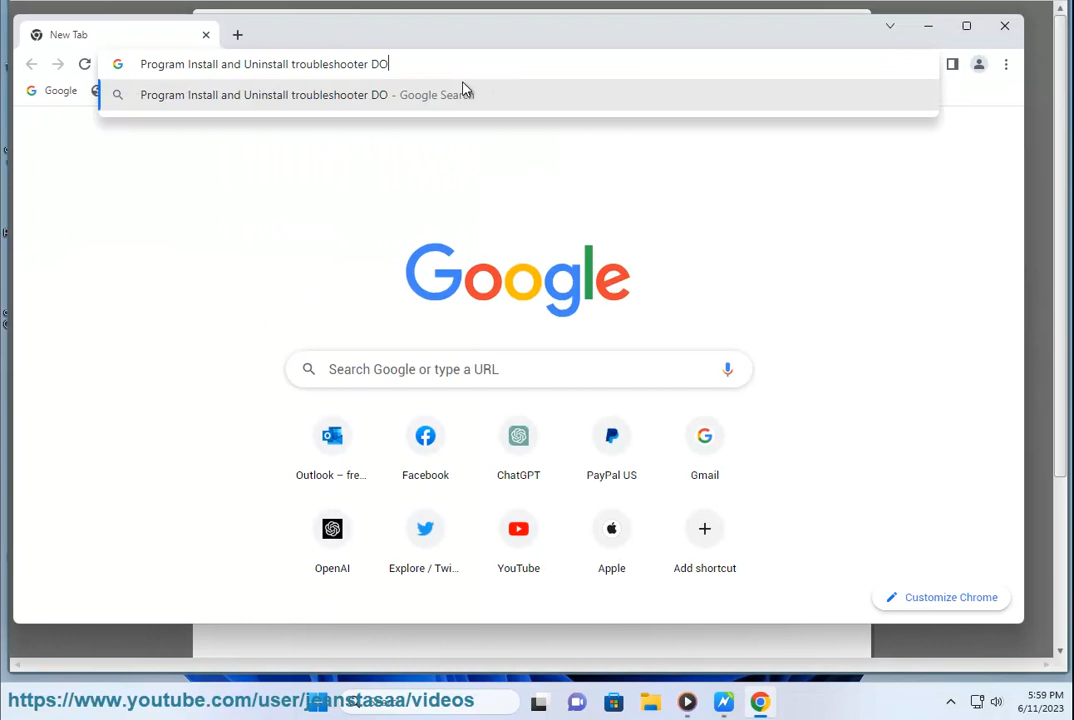 New Tab
Program Install and Uninstall troubleshooter DO
Google
Program Install and Uninstall troubleshooter DO - Google Search
Google
Search Google or type a URL
Outlook – fre...
Facebook
ChatGPT
PayPal US
Gmail
OpenAI
Explore / Twi...
YouTube
Apple
Add shortcut
Customize Chrome
https://www.youtube.com/user/jeanstasaa/videos
5:59 PM
6/11/2023